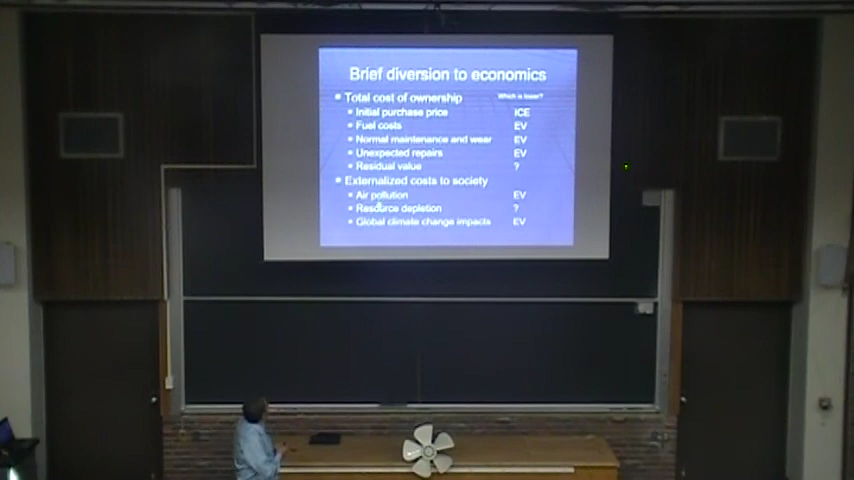 Brief diversion to economics
Total cost of ownership Which is lower?
Initial purchase price ICE
Fuel costs EV
Normal maintenance and wear EV
Unexpected repairs EV
Residual value ?
Externalized costs to society
Air pollution EV
Resource depletion ?
Global climate change impacts EV